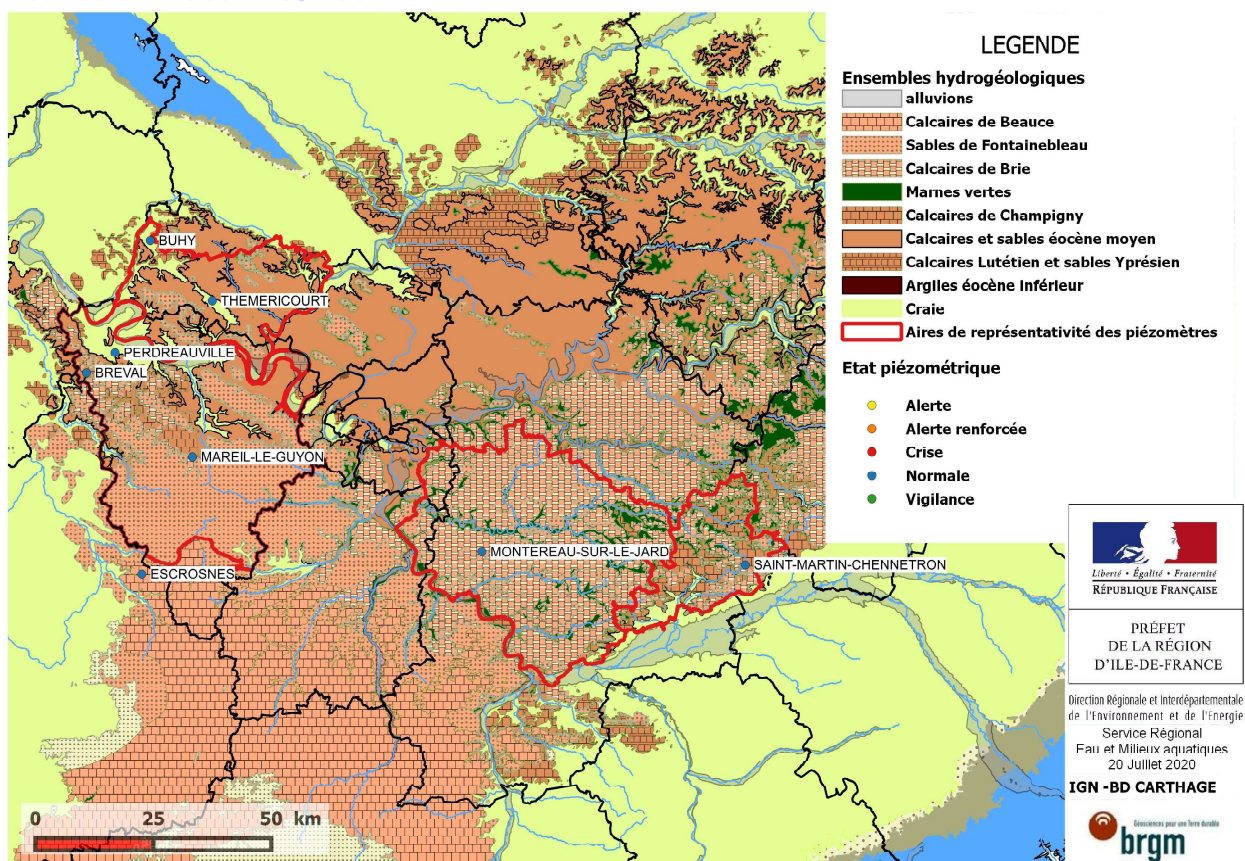 BUHY
THEMERICOURT
PERDREAUVILLE
BREVAL
MAREIL-LE-GUYON
MONTEREAU-SUR-LE-JARD
SAINT-MARTIN-CHENNETRON
ESCROSNES
0 25 50 km
LEGENDE
Ensembles hydrogéologiques
alluvions
Calcaires de Beauce
Sables de Fontainebleau
Calcaires de Brie
Marnes vertes
Calcaires de Champigny
Calcaires et sables éocène moyen
Calcaires Lutétien et sables Yprésien
Argiles éocène inférieur
Craie
Aires de représentativité des piézomètres
Etat piézométrique
Alerte
Alerte renforcée
Crise
Normale
Vigilance
Liberté • Égalité • Fraternité
RÉPUBLIQUE FRANÇAISE
PRÉFET
DE LA RÉGION
D'ILE-DE-FRANCE
Direction Régionale et Interdépartementale
de l'Environnement et de l'Energie
Service Régional
Eau et Milieux aquatiques
20 Juillet 2020
IGN -BD CARTHAGE
Géosciences pour une Terre durable
brgm